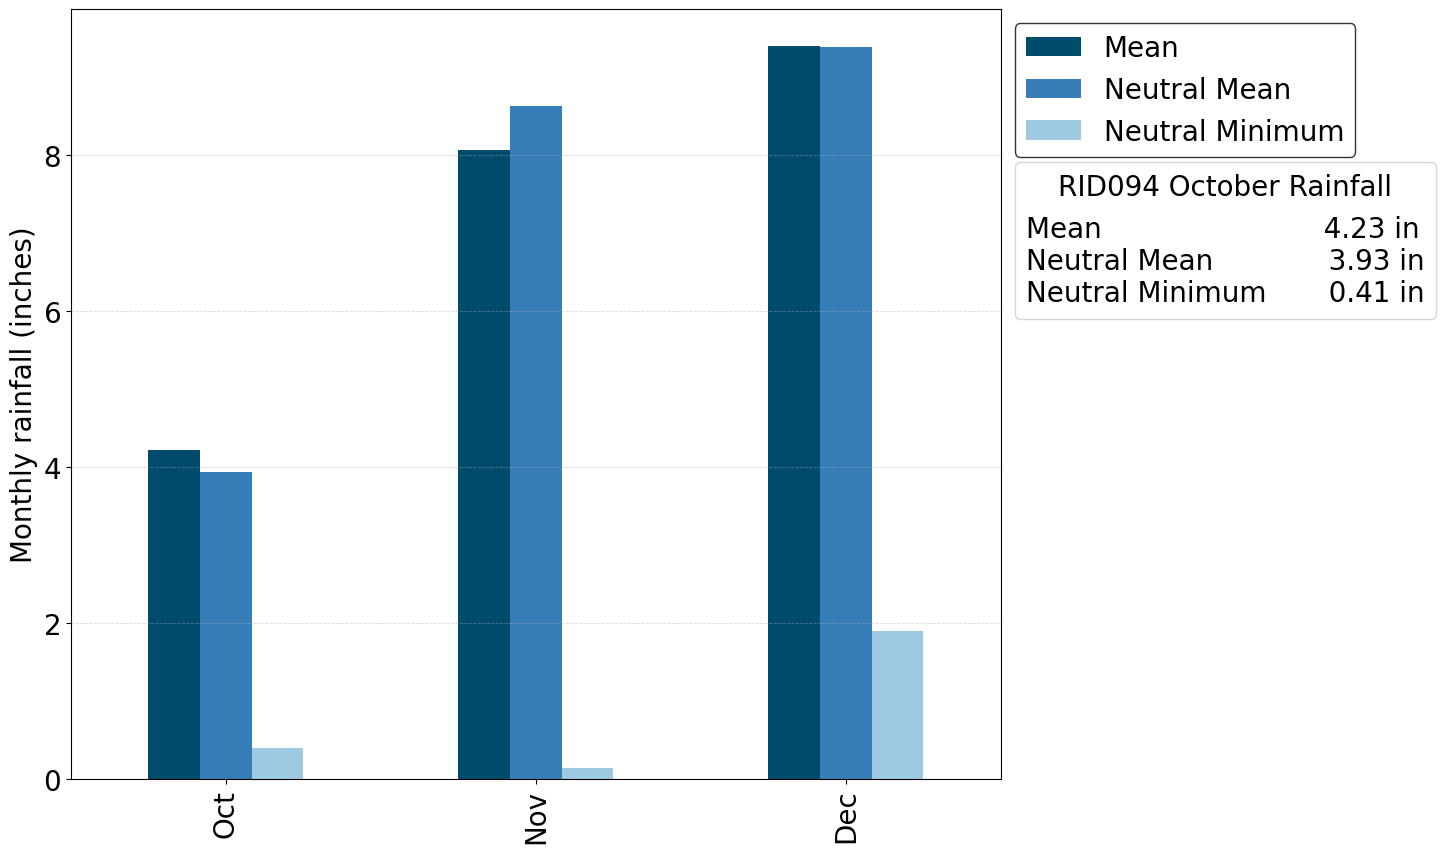 Monthly rainfall (inches)
8
6
4
2
0
Oct
Nov
Dec
Mean
Neutral Mean
Neutral Minimum
RID094 October Rainfall
Mean 4.23 in
Neutral Mean 3.93 in
Neutral Minimum 0.41 in